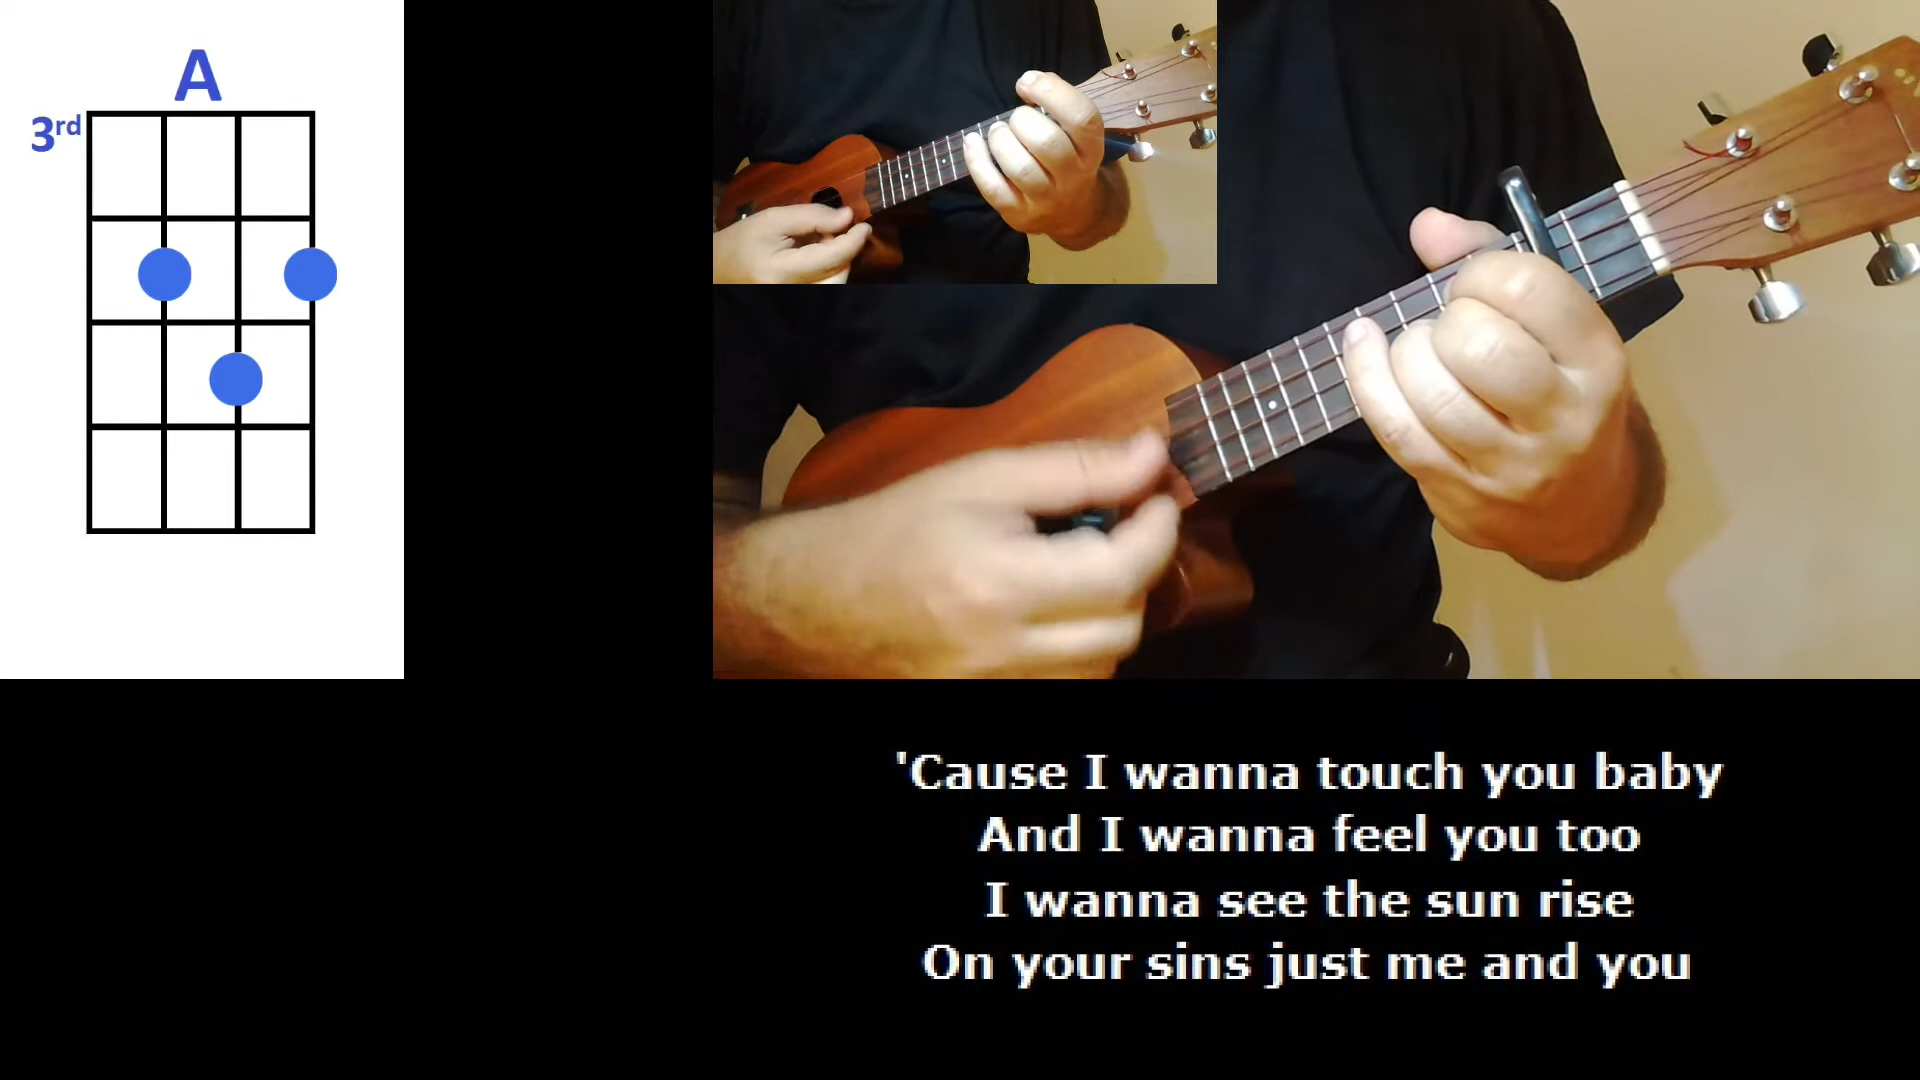 A
3rd
'Cause I wanna touch you baby
And I wanna feel you too
I wanna see the sun rise
On your sins just me and you